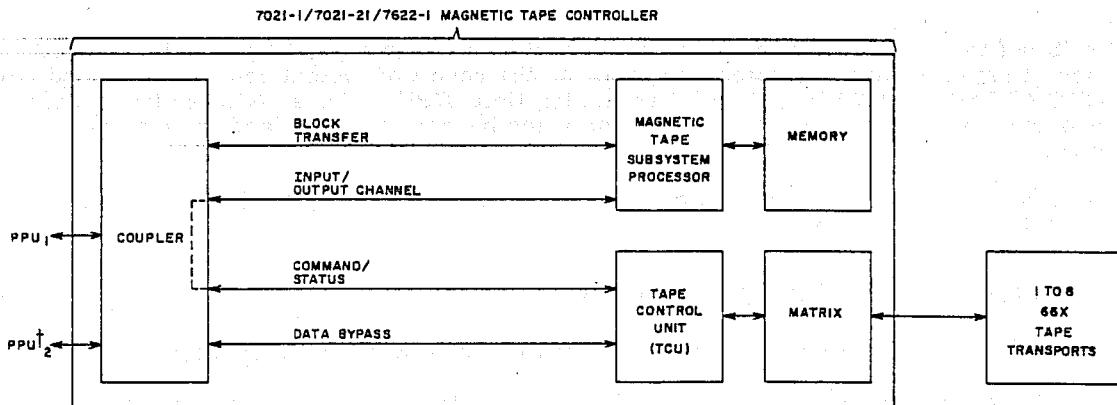 7021-1/7021-21/7622-1 MAGNETIC TAPE CONTROLLER
BLOCK
TRANSFER
MAGNETIC
TAPE
SUBSYSTEM
PROCESSOR
MEMORY
INPUT/
OUTPUT CHANNEL
PPU1
COUPLER
COMMAND/
STATUS
TAPE
CONTROL
UNIT
(TCU)
MATRIX
1 TO 8
66X
TAPE
TRANSPORTS
DATA BYPASS
PPU†2